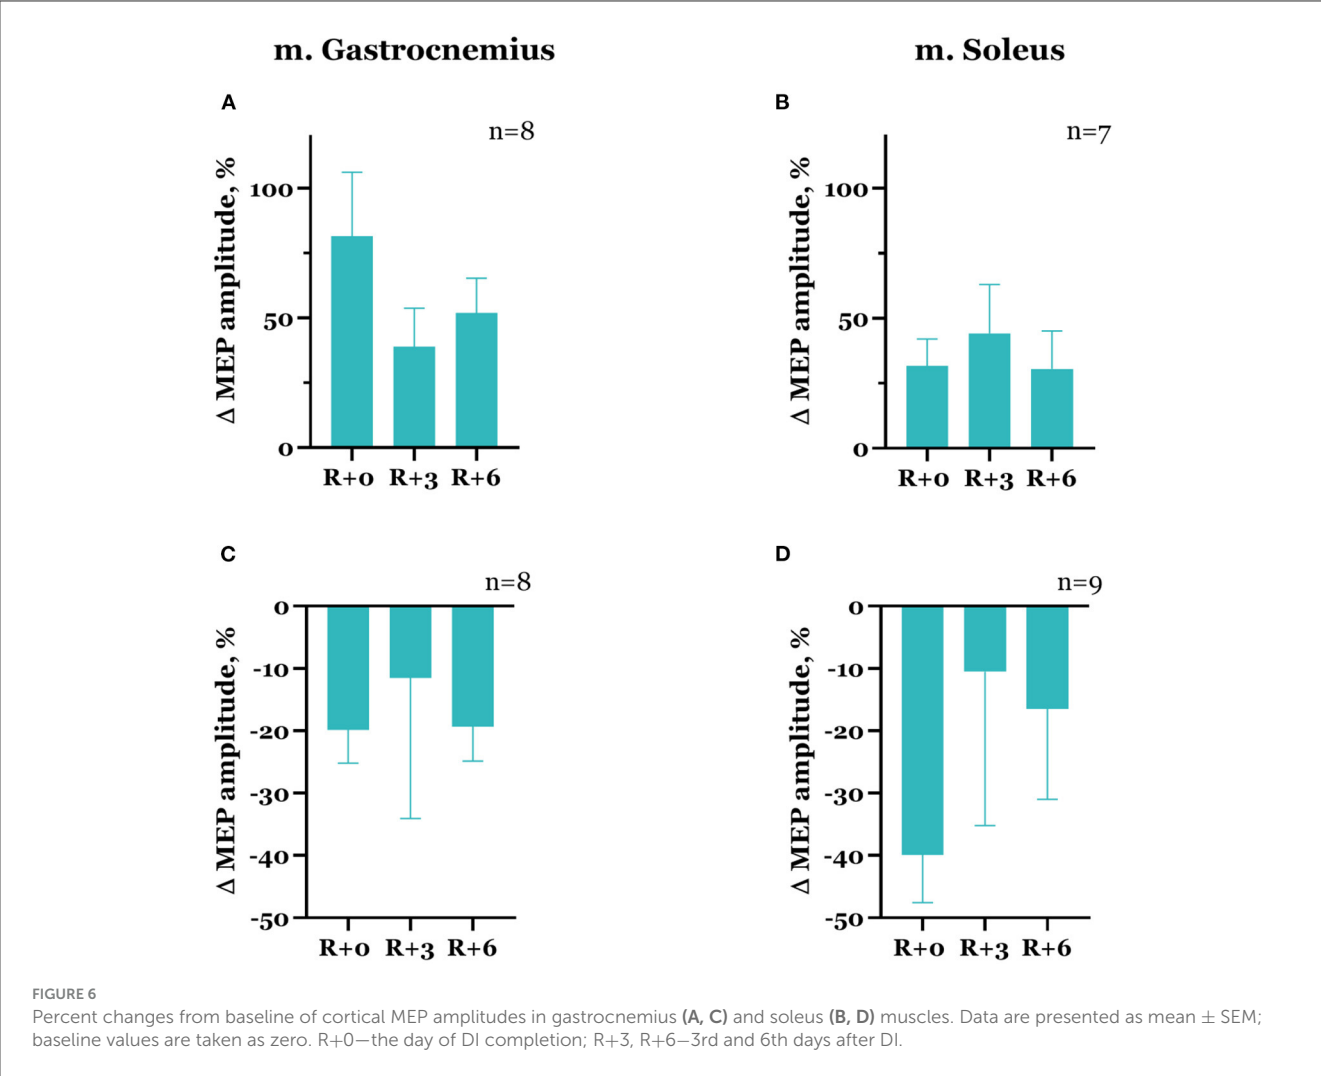 m. Gastrocnemius
m. Soleus
A
n=8
Δ MEP amplitude, %
100
50
0
R+0 R+3 R+6
B
n=7
Δ MEP amplitude, %
100
50
0
R+0 R+3 R+6
C
n=8
Δ MEP amplitude, %
0
-10
-20
-30
-40
-50
R+0 R+3 R+6
D
n=9
Δ MEP amplitude, %
0
-10
-20
-30
-40
-50
R+0 R+3 R+6
FIGURE 6
Percent changes from baseline of cortical MEP amplitudes in gastrocnemius (A, C) and soleus (B, D) muscles. Data are presented as mean ± SEM;
baseline values are taken as zero. R+0—the day of DI completion; R+3, R+6—3rd and 6th days after DI.